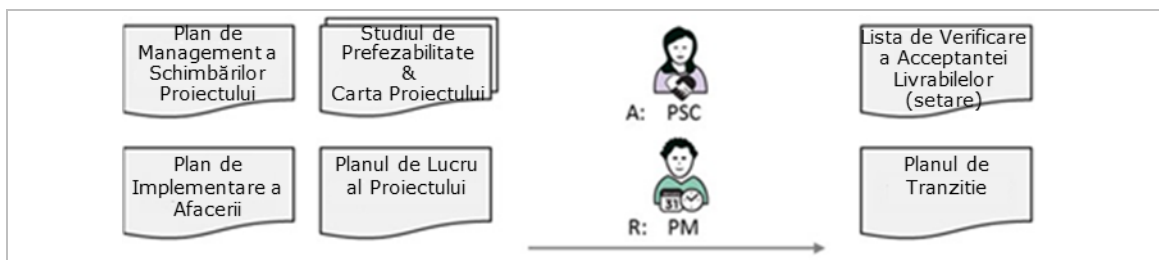 Plan de
Management a
Schimbărilor
Proiectului
Studiul de
Prefezabilitate
&
Carta Proiectului
A: PSC
Lista de Verificare
a Acceptantei
Livrabilelor
(setare)
Plan de
Implementare a
Afacerii
Planul de Lucru
al Proiectului
31
R: PM
Planul de
Tranzitie